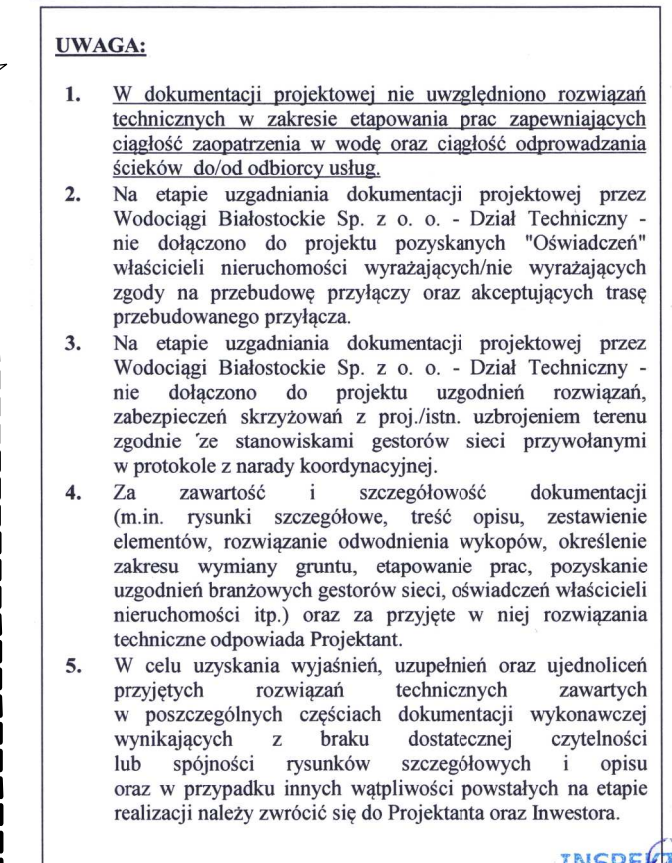 UWAGA:
1. W dokumentacji projektowej nie uwzględniono rozwiązań
technicznych w zakresie etapowania prac zapewniających
ciągłość zaopatrzenia w wodę oraz ciągłość odprowadzania
ścieków do/od odbiorcy usług.
2. Na etapie uzgadniania dokumentacji projektowej przez
Wodociągi Białostockie Sp. z o. o. - Dział Techniczny -
nie dołączono do projektu pozyskanych "Oświadczeń"
właścicieli nieruchomości wyrażających/nie wyrażających
zgody na przebudowę przyłączy oraz akceptujących trasę
przebudowanego przyłącza.
3. Na etapie uzgadniania dokumentacji projektowej przez
Wodociągi Białostockie Sp. z o. o. - Dział Techniczny -
nie dołączono do projektu uzgodnień rozwiązań,
zabezpieczeń skrzyżowań z proj./istn. uzbrojeniem terenu
zgodnie ze stanowiskami gestorów sieci przywołanymi
w protokole z narady koordynacyjnej.
4. Za zawartość i szczegółowość dokumentacji
(m.in. rysunki szczegółowe, treść opisu, zestawienie
elementów, rozwiązanie odwodnienia wykopów, określenie
zakresu wymiany gruntu, etapowanie prac, pozyskanie
uzgodnień branżowych gestorów sieci, oświadczeń właścicieli
nieruchomości itp.) oraz za przyjęte w niej rozwiązania
techniczne odpowiada Projektant.
5. W celu uzyskania wyjaśnień, uzupełnień oraz ujednoliceń
przyjętych rozwiązań technicznych zawartych
w poszczególnych częściach dokumentacji wykonawczej
wynikających z braku dostatecznej czytelności
lub spójności rysunków szczegółowych i opisu
oraz w przypadku innych wątpliwości powstałych na etapie
realizacji należy zwrócić się do Projektanta oraz Inwestora.